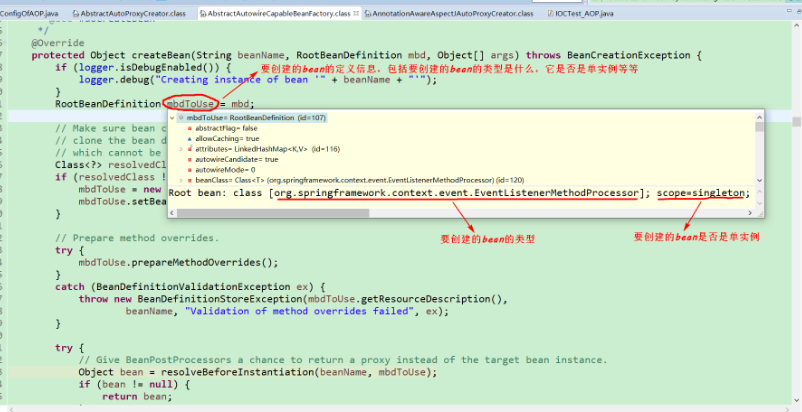 ConfigOfAOP.java AbstractAutoProxyCreator.class AbstractAutowireCapableBeanFactory.class AnnotationAwareAspectJAutoProxyCreator.class IOCTest_AOP.java
*/
@Override
protected Object createBean(String beanName, RootBeanDefinition mbd, Object[] args) throws BeanCreationException {
if (logger.isDebugEnabled()) {
要创建的bean的定义信息，包括要创建的bean的类型是什么，它是否是单实例等等
logger.debug("Creating instance of bean '" + beanName + "'");
}
RootBeanDefinition mbdToUse = mbd;
mbdToUse= RootBeanDefinition (id=107)
abstractFlag= false
allowCaching= true
attributes= LinkedHashMap<K,V> (id=116)
autowireCandidate= true
autowireMode= 0
beanClass= Class<T> (org.springframework.context.event.EventListenerMethodProcessor) (id=120)
Root bean: class [org.springframework.context.event.EventListenerMethodProcessor]; scope=singleton;
// Make sure bean c
// clone the bean d
// which cannot be
Class<?> resolvedCl
if (resolvedClass !
mbdToUse = new
mbdToUse.setBea
}
要创建的bean的类型
要创建的bean是否是单实例
// Prepare method overrides.
try {
mbdToUse.prepareMethodOverrides();
}
catch (BeanDefinitionValidationException ex) {
throw new BeanDefinitionStoreException(mbdToUse.getResourceDescription(),
beanName, "Validation of method overrides failed", ex);
}
try {
// Give BeanPostProcessors a chance to return a proxy instead of the target bean instance.
Object bean = resolveBeforeInstantiation(beanName, mbdToUse);
if (bean != null) {
return bean;